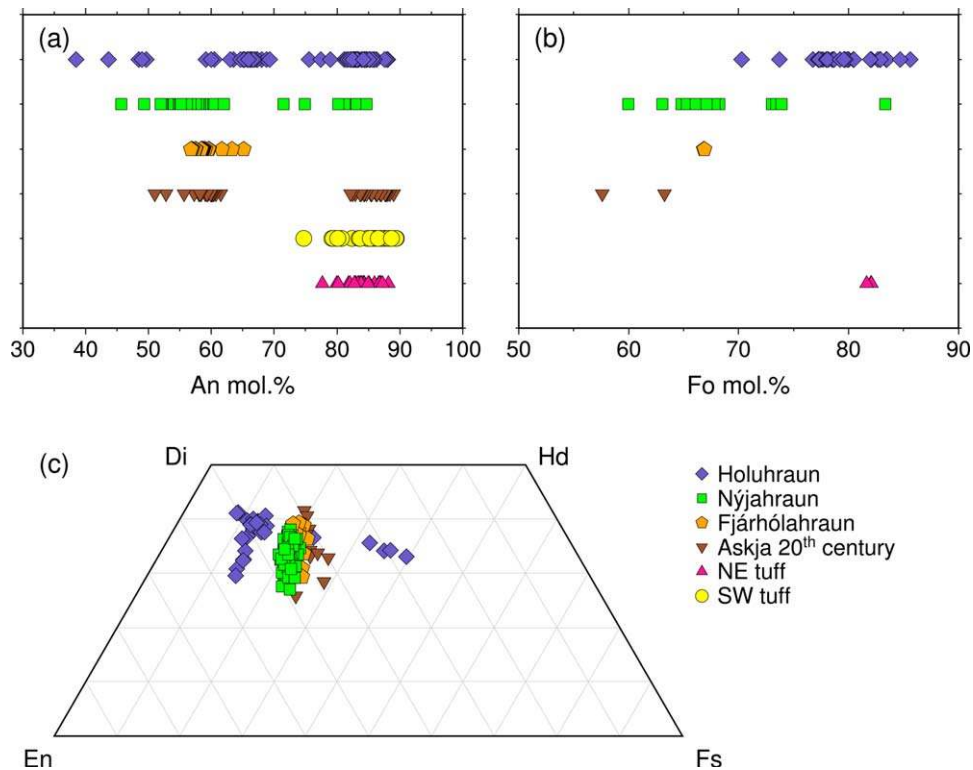 (a)
(b)
30 40 50 60 70 80 90 100
50 60 70 80 90
An mol.%
Fo mol.%
(c)
Di
Hd
En
Fs
Holuhraun
Nýjahraun
Fjárhólahraun
Askja 20th century
NE tuff
SW tuff